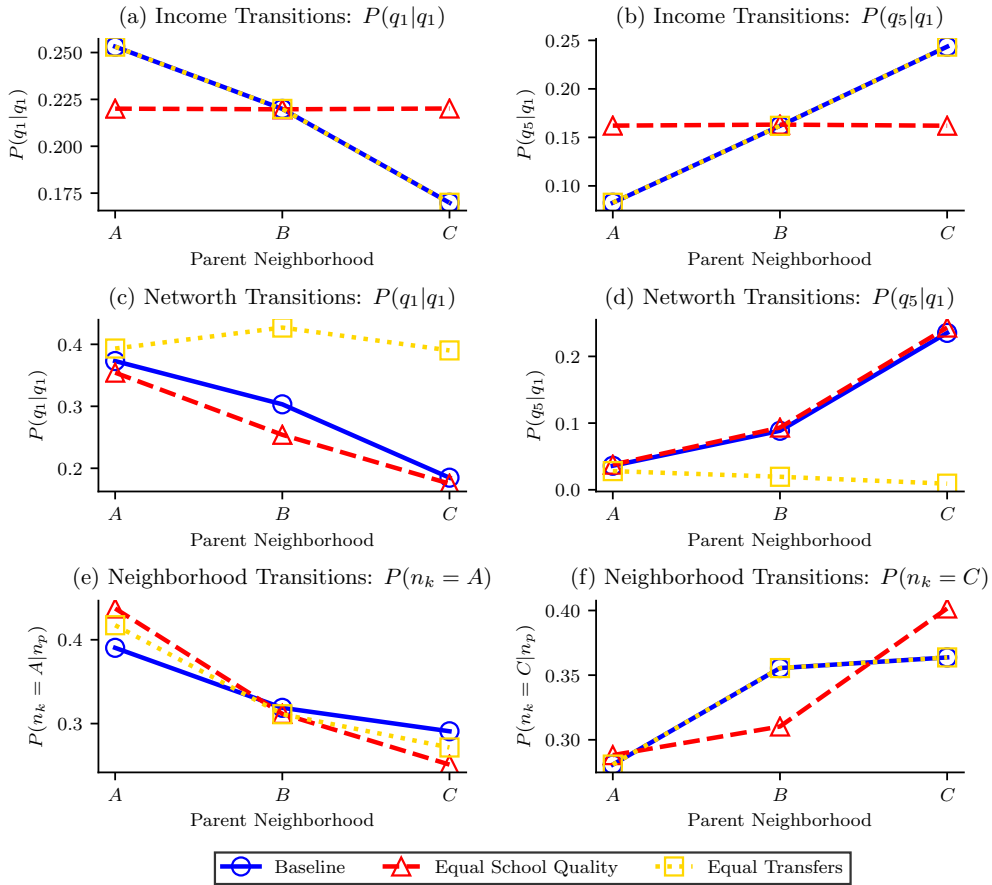 (a) Income Transitions: P(q₁|q₁)
P(q₁|q₁)
0.250
0.225
0.200
0.175
A
B
C
Parent Neighborhood
(b) Income Transitions: P(q₅|q₁)
P(q₅|q₁)
0.25
0.20
0.15
0.10
A
B
C
Parent Neighborhood
(c) Networth Transitions: P(q₁|q₁)
P(q₁|q₁)
0.4
0.3
0.2
A
B
C
Parent Neighborhood
(d) Networth Transitions: P(q₅|q₁)
P(q₅|q₁)
0.2
0.1
0.0
A
B
C
Parent Neighborhood
(e) Neighborhood Transitions: P(nₖ = A)
P(nₖ = A|nₚ)
0.4
0.3
A
B
C
Parent Neighborhood
(f) Neighborhood Transitions: P(nₖ = C)
P(nₖ = C|nₚ)
0.40
0.35
0.30
A
B
C
Parent Neighborhood
Baseline
Equal School Quality
Equal Transfers